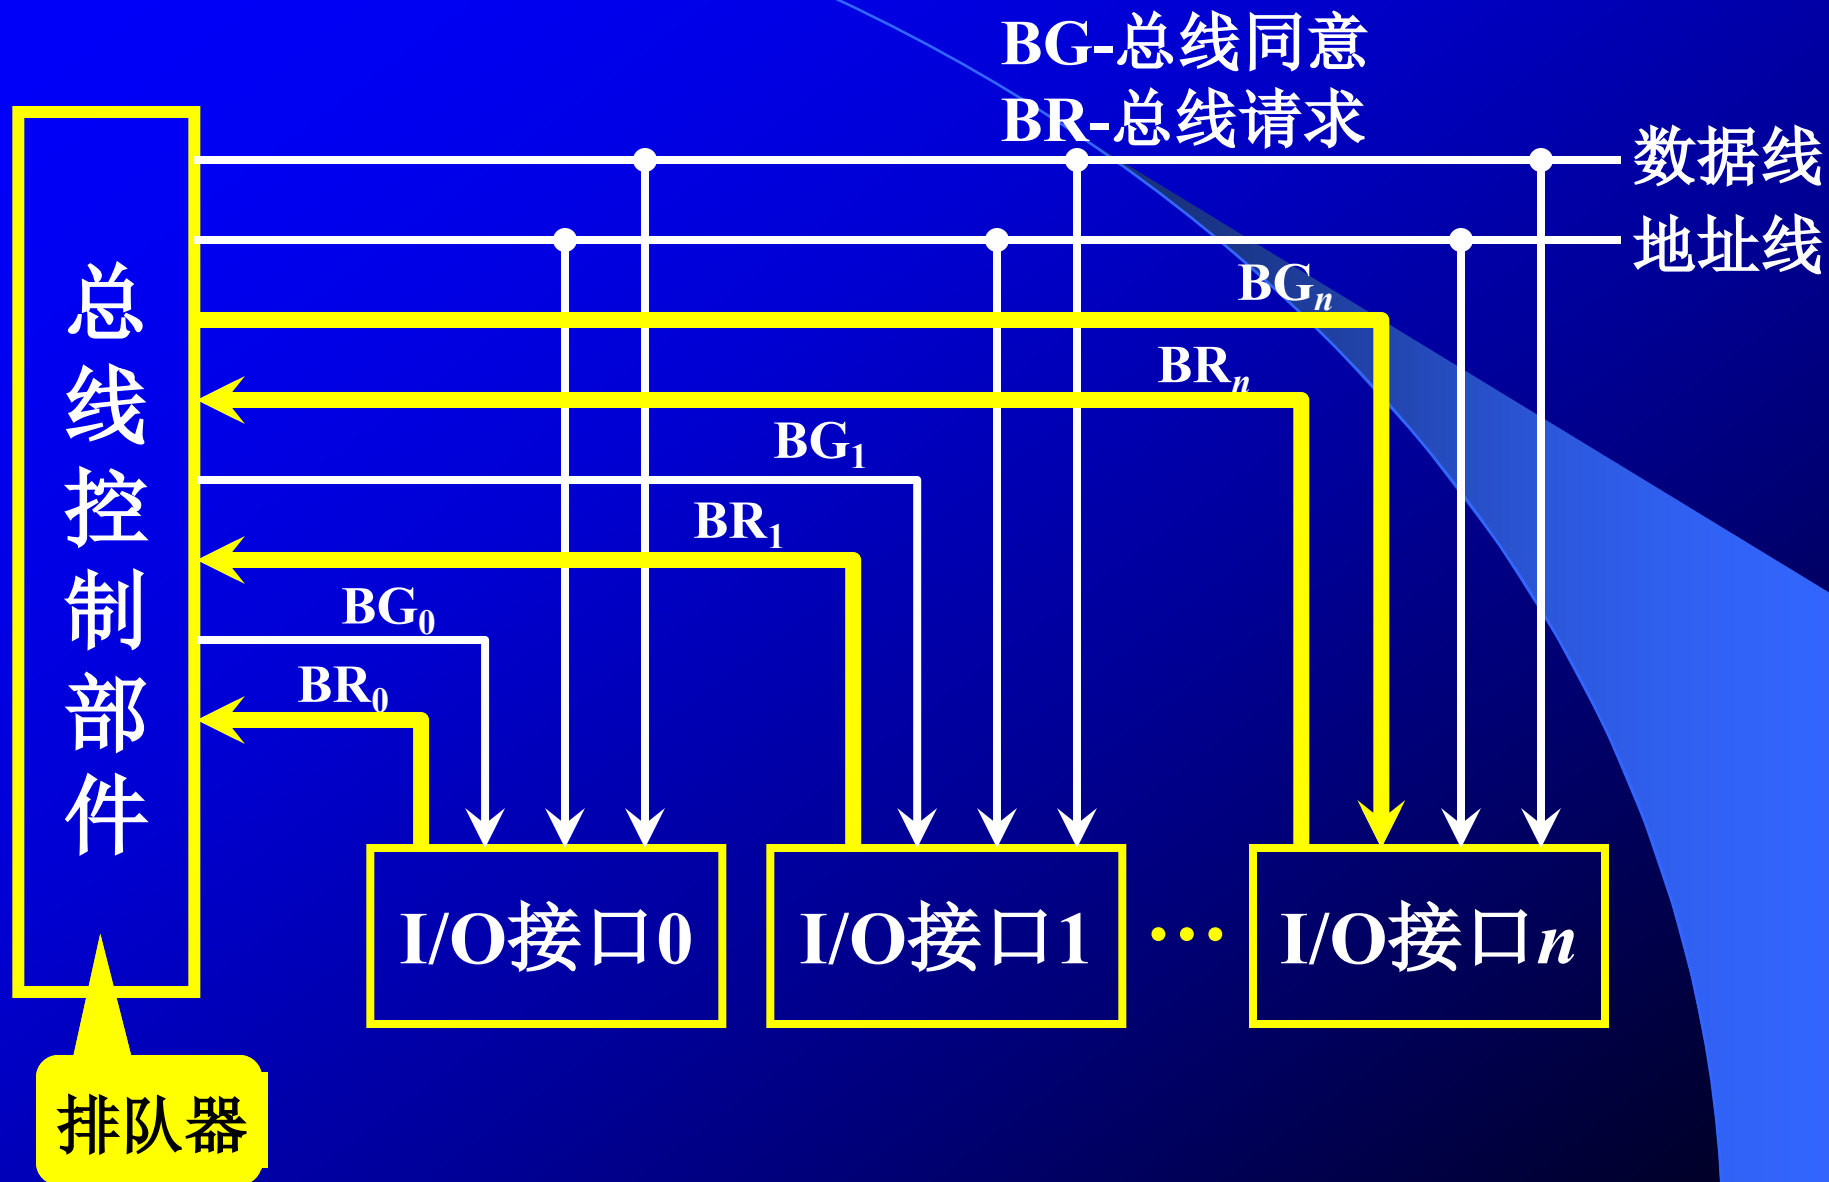 BG-总线同意
BR-总线请求
数据线
地址线
BGn
BRn
BG1
BR1
BG0
BR0
总线控制部件
I/O接口0
I/O接口1
···
I/O接口n
排队器